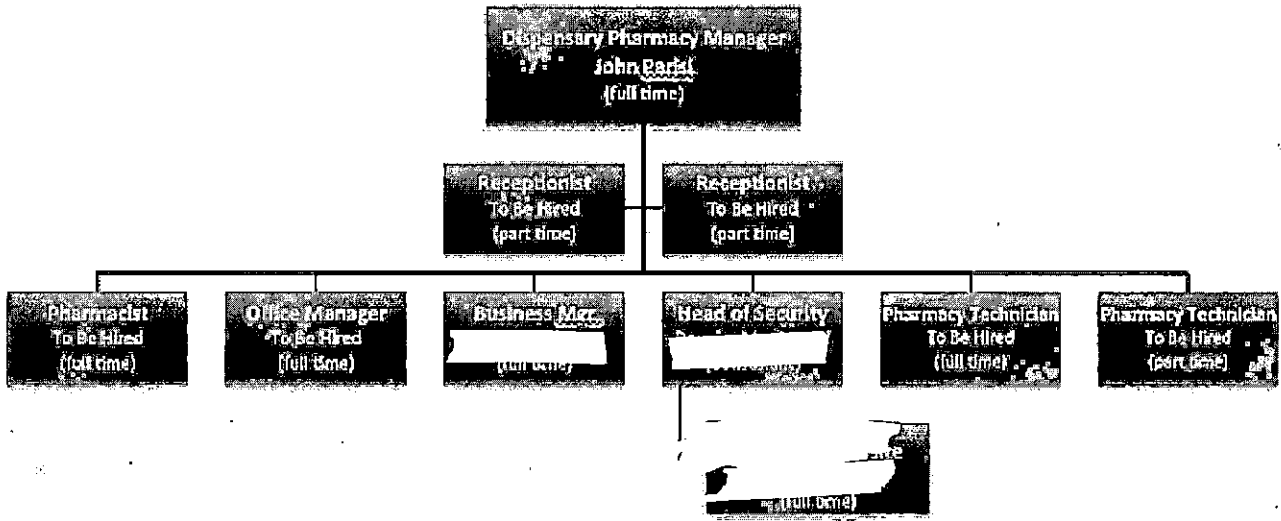 Dispensary Pharmacy Manager
John Parisi
(full time)
Receptionist
To Be Hired
(part time)
Receptionist
To Be Hired
(part time)
Pharmacist
To Be Hired
(full time)
Office Manager
To Be Hired
(full time)
Business Mgr.
(full time)
Head of Security
Pharmacy Technician
To Be Hired
(full time)
Pharmacy Technician
To Be Hired
(part time)
(full time)